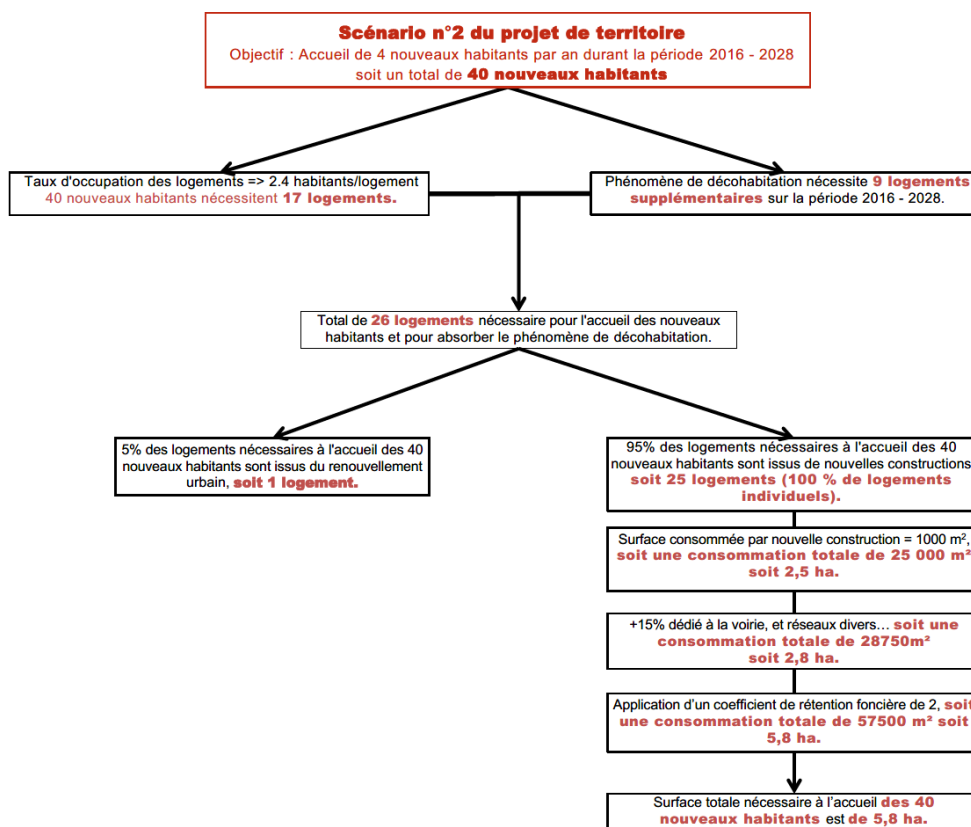 Scénario n°2 du projet de territoire
Objectif : Accueil de 4 nouveaux habitants par an durant la période 2016 - 2028
soit un total de 40 nouveaux habitants
Taux d'occupation des logements => 2.4 habitants/logement
40 nouveaux habitants nécessitent 17 logements.
Phénomène de décohabitation nécessite 9 logements
supplémentaires sur la période 2016 - 2028.
Total de 26 logements nécessaire pour l'accueil des nouveaux
habitants et pour absorber le phénomène de décohabitation.
5% des logements nécessaires à l'accueil des 40
nouveaux habitants sont issus du renouvellement
urbain, soit 1 logement.
95% des logements nécessaires à l'accueil des 40
nouveaux habitants sont issus de nouvelles constructions,
soit 25 logements (100 % de logements
individuels).
Surface consommée par nouvelle construction = 1000 m²,
soit une consommation totale de 25 000 m²
soit 2,5 ha.
+15% dédié à la voirie, et réseaux divers… soit une
consommation totale de 28750m²
soit 2,8 ha.
Application d’un coefficient de rétention foncière de 2, soit
une consommation totale de 57500 m² soit
5,8 ha.
Surface totale nécessaire à l’accueil des 40
nouveaux habitants est de 5,8 ha.